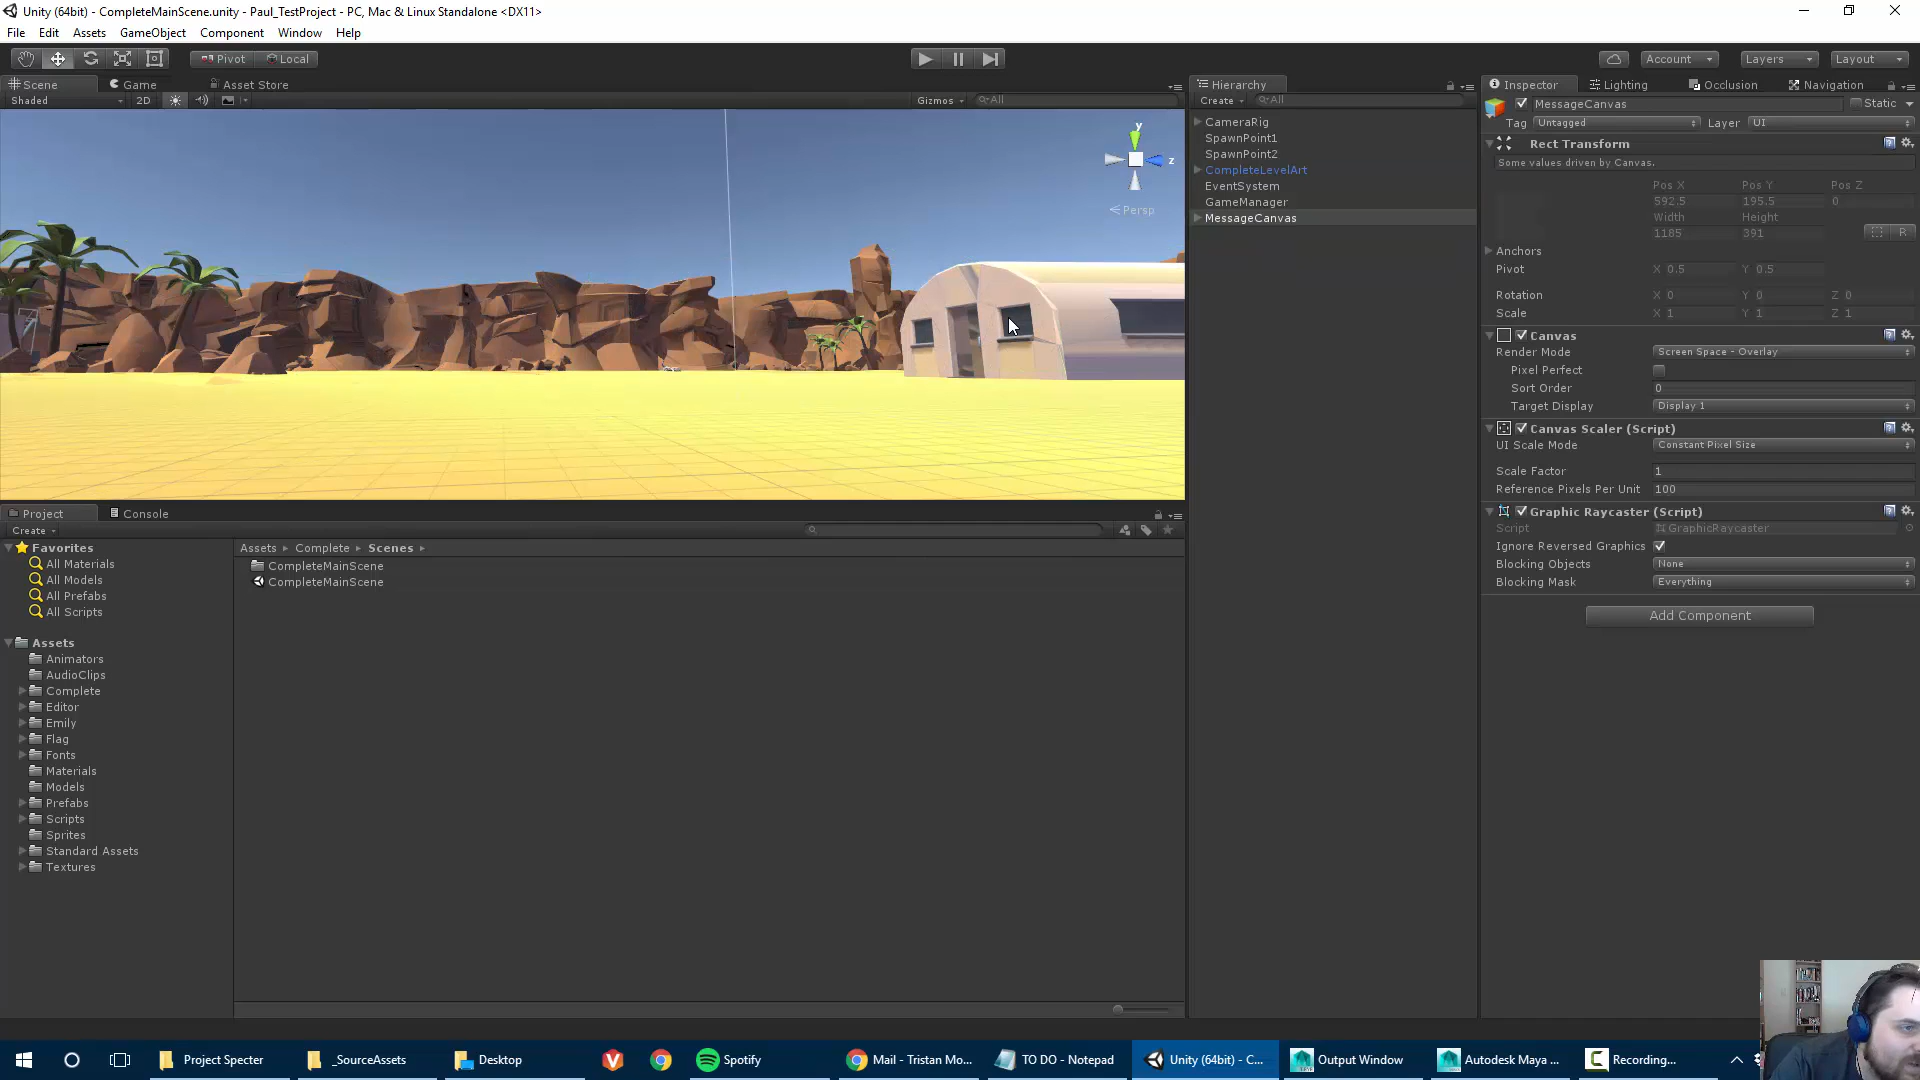 Unity (64bit) - CompleteMainScene.unity - Paul_TestProject - PC, Mac & Linux Standalone <DX11>
File Edit Assets GameObject Component Window Help
Pivot Local Account Layers Layout
Scene Game Asset Store
Shaded 2D Gizmos All
y
z
Persp
Hierarchy
Create All
CameraRig
SpawnPoint1
SpawnPoint2
CompleteLevelArt
EventSystem
GameManager
MessageCanvas
Inspector Lighting Occlusion Navigation
MessageCanvas Static
Tag Untagged Layer UI
Rect Transform
Some values driven by Canvas.
Pos X Pos Y Pos Z
592.5 195.5 0
Width Height
1185 391
R
Anchors
Pivot X 0.5 Y 0.5
Rotation X 0 Y 0 Z 0
Scale X 1 Y 1 Z 1
Canvas
Render Mode Screen Space - Overlay
Pixel Perfect
Sort Order 0
Target Display Display 1
Canvas Scaler (Script)
UI Scale Mode Constant Pixel Size
Scale Factor 1
Reference Pixels Per Unit 100
Graphic Raycaster (Script)
Script GraphicRaycaster
Ignore Reversed Graphics
Blocking Objects None
Blocking Mask Everything
Add Component
Project Console
Create
Favorites
All Materials
All Models
All Prefabs
All Scripts
Assets
Animators
AudioClips
Complete
Editor
Emily
Flag
Fonts
Materials
Models
Prefabs
Scripts
Sprites
Standard Assets
Textures
Assets Complete Scenes
CompleteMainScene
CompleteMainScene
Project Specter _SourceAssets Desktop Spotify Mail - Tristan Mo... TO DO - Notepad Unity (64bit) - C... Output Window Autodesk Maya ... Recording...